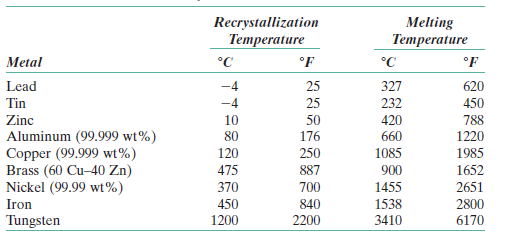 Recrystallization Melting
Temperature Temperature
Metal °C °F °C °F
Lead −4 25 327 620
Tin −4 25 232 450
Zinc 10 50 420 788
Aluminum (99.999 wt%) 80 176 660 1220
Copper (99.999 wt%) 120 250 1085 1985
Brass (60 Cu–40 Zn) 475 887 900 1652
Nickel (99.99 wt%) 370 700 1455 2651
Iron 450 840 1538 2800
Tungsten 1200 2200 3410 6170